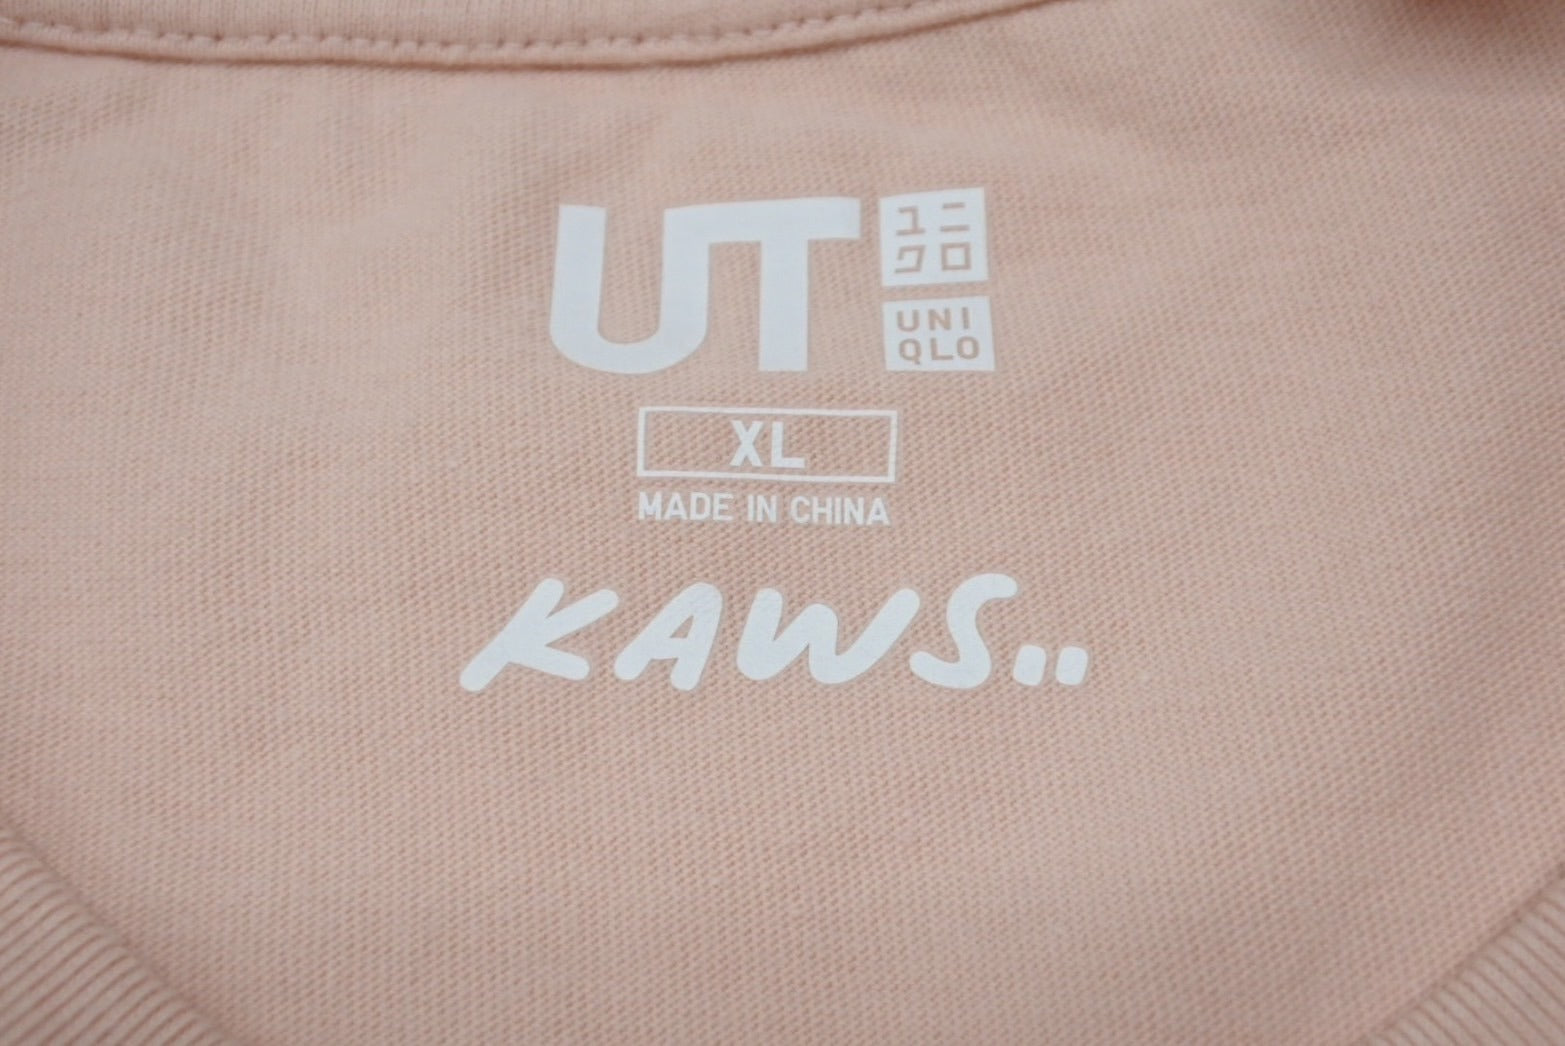 UT
ユニ
クロ
UNI
QLO
XL
MADE IN CHINA
KAWS..